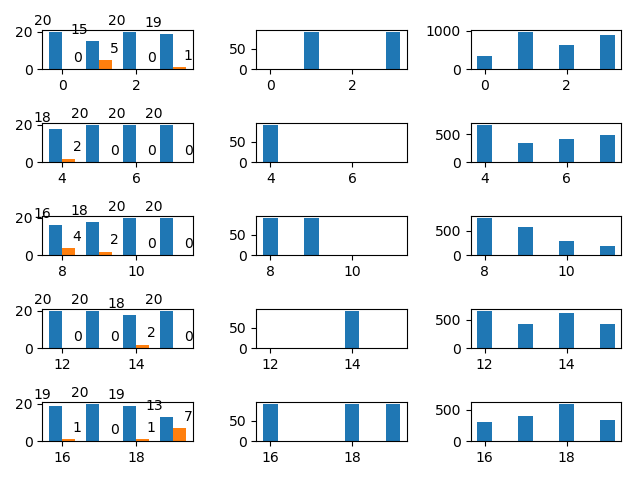 20 15 20 19
20 0 5 0 1 50 1000
0 0 0 0
0 2 0 2 0 2
18 20 20 20
20 2 0 0 0 50 500
0 0 0
4 6 4 6 4 6
16 18 20 20
20 4 2 0 0 50 500
0 0 0
8 10 8 10 8 10
20 20 18 20
20 0 0 2 0 50 500
0 0 0
12 14 12 14 12 14
19 20 19 13
20 1 0 1 7 50 500
0 0 0
16 18 16 18 16 18